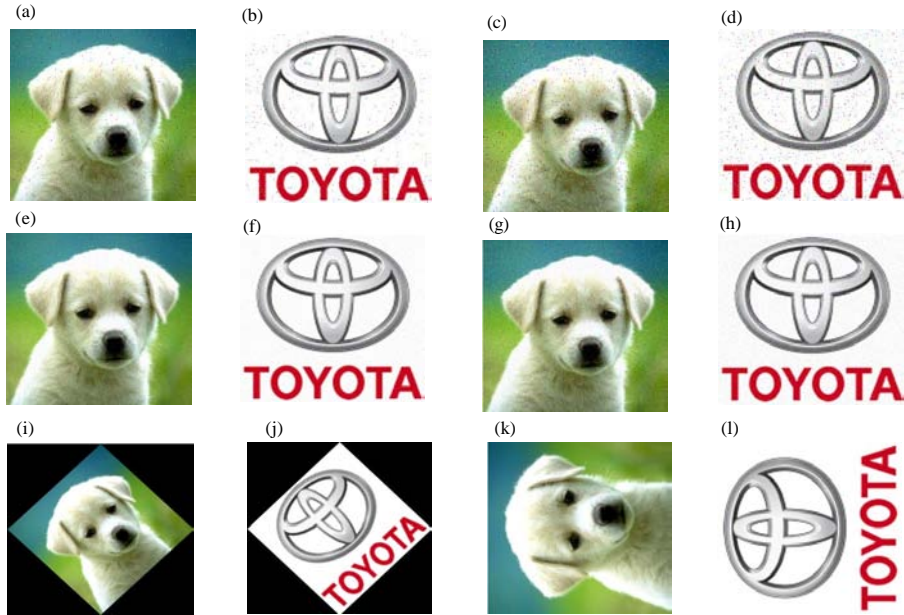 (a)
(b)
(c)
(d)
TOYOTA
TOYOTA
(e)
(f)
(g)
(h)
TOYOTA
TOYOTA
(i)
(j)
(k)
(l)
TOYOTA
TOYOTA